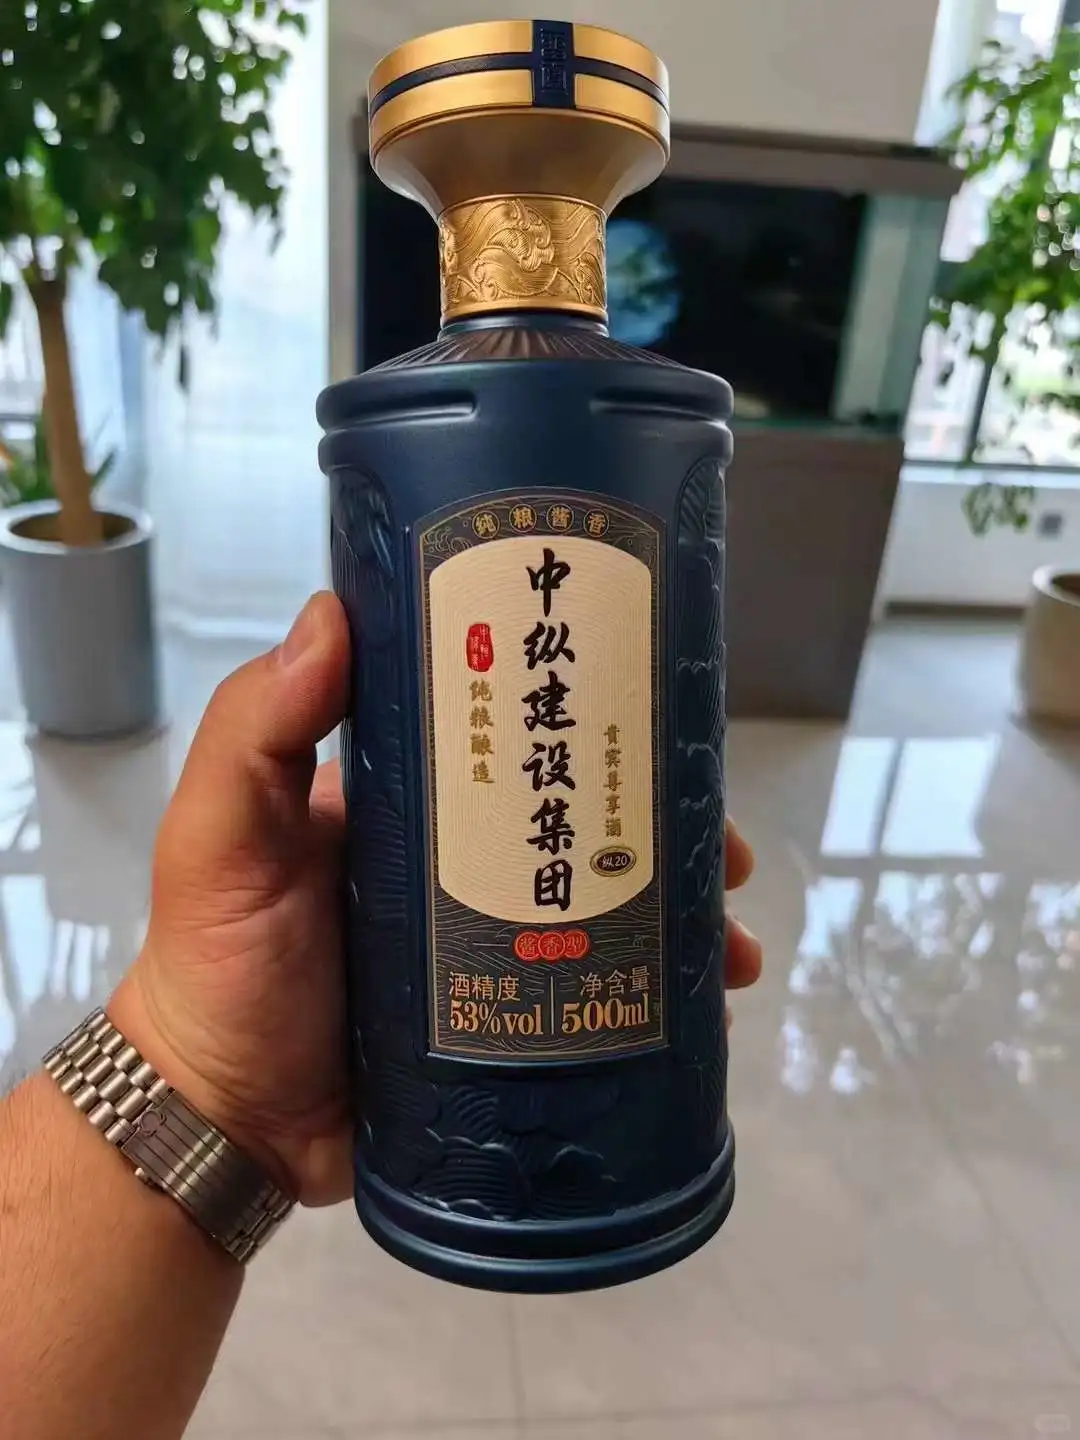 纯粮酱香
中纵建设集团
纯粮酿造
貴宾尊享酒
纵20
酱香型
酒精度
53%vol
净含量
500ml